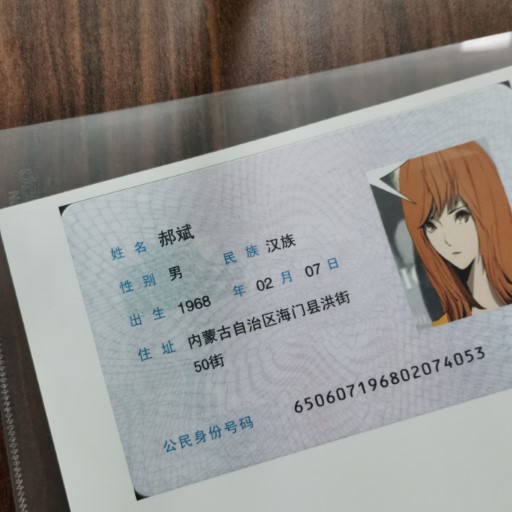 姓名 郝斌
性别 男 民族 汉族
出生 1968 年 02 月 07 日
住址 内蒙古自治区海门县洪街
50街
公民身份号码 650607196802074053